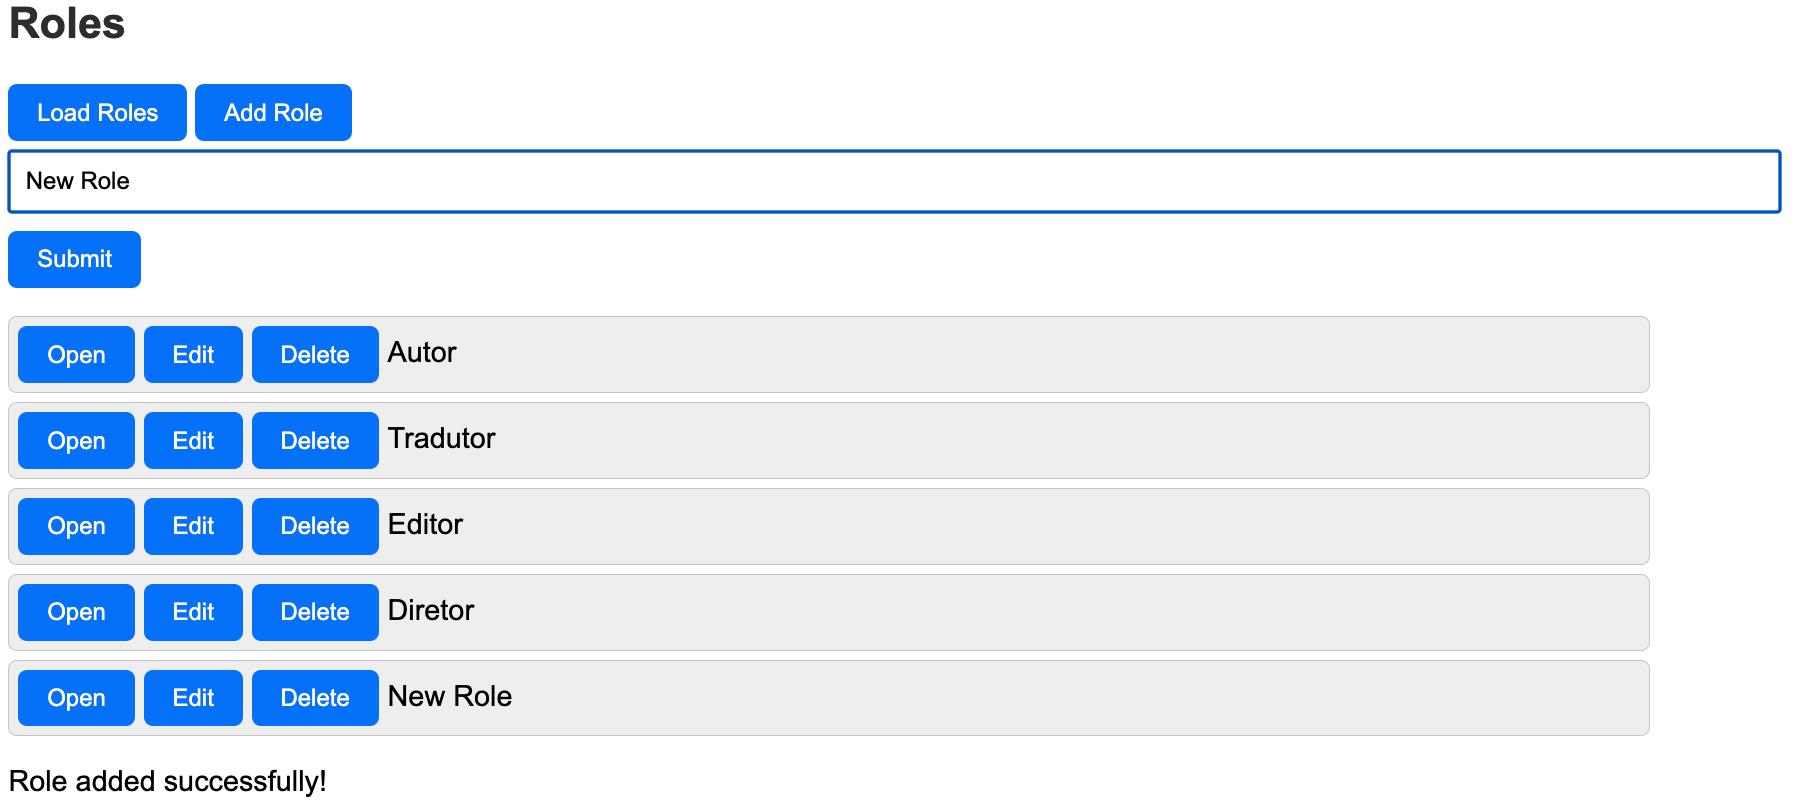 Roles
Load Roles Add Role
New Role
Submit
Open Edit Delete Autor
Open Edit Delete Tradutor
Open Edit Delete Editor
Open Edit Delete Diretor
Open Edit Delete New Role
Role added successfully!